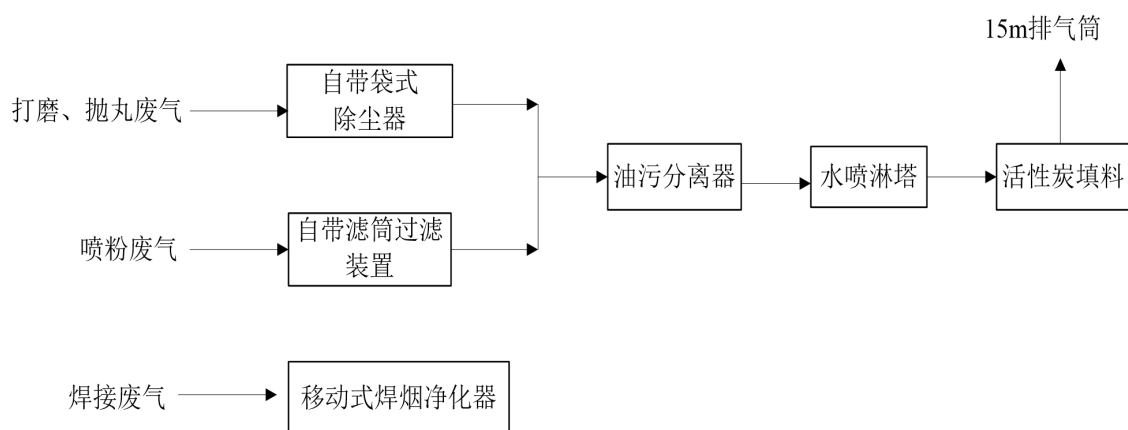 15m排气筒
打磨、抛丸废气
自带袋式
除尘器
油污分离器
水喷淋塔
活性炭填料
喷粉废气
自带滤筒过滤
装置
焊接废气
移动式焊烟净化器